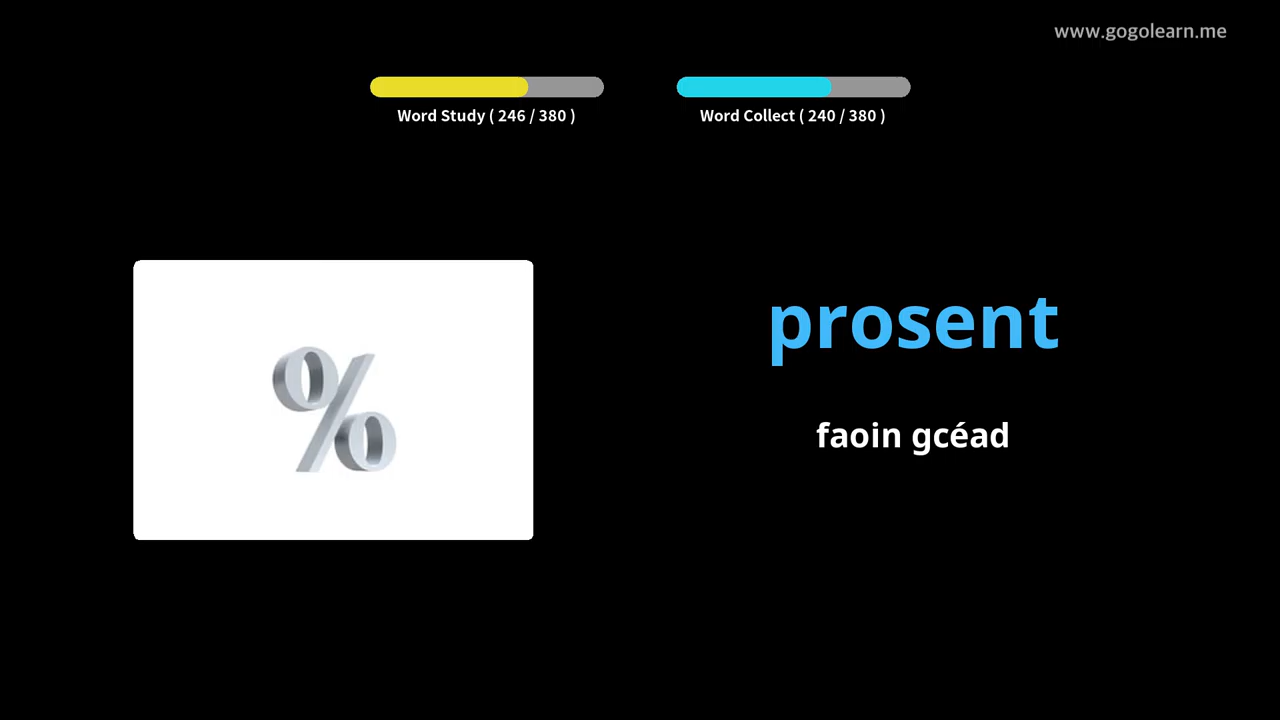 www.gogolearn.me
Word Study ( 246 / 380 )
Word Collect ( 240 / 380 )
%
prosent
faoin gcéad